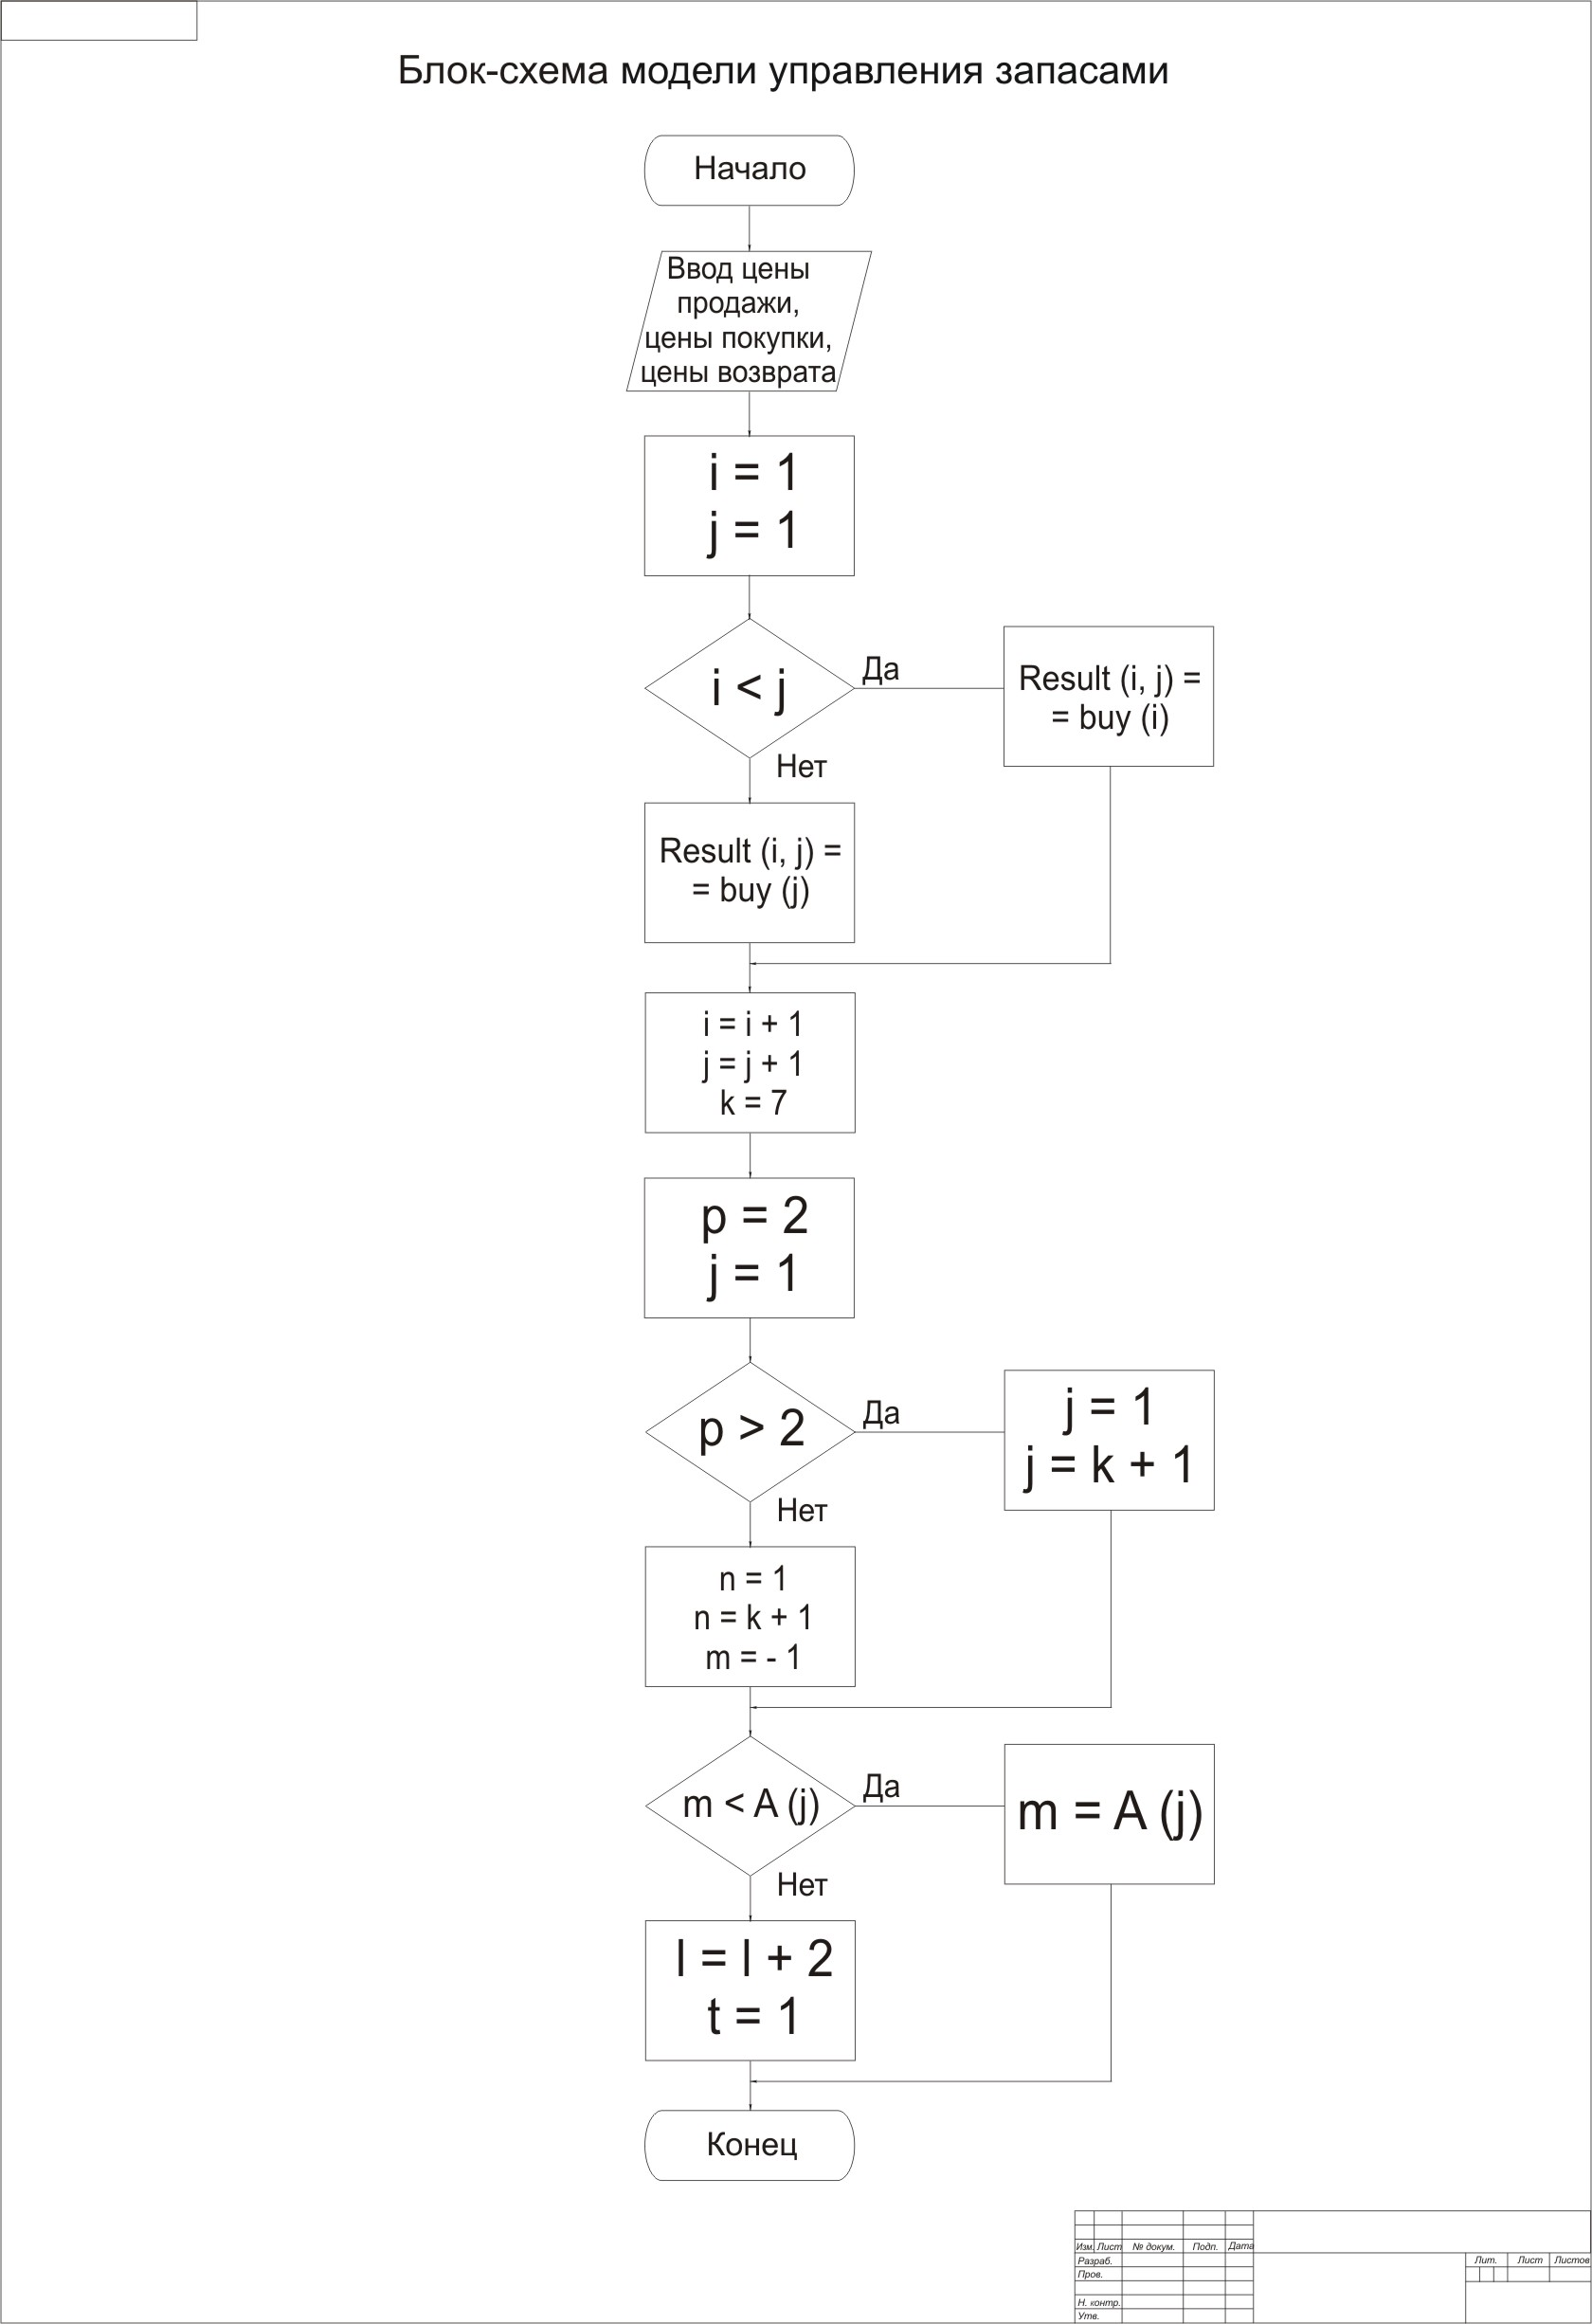 Блок-схема модели управления запасами
Начало
Ввод цены
продажи,
цены покупки,
цены возврата
i = 1
j = 1
i < j
Да
Result (i, j) =
= buy (i)
Нет
Result (i, j) =
= buy (j)
i = i + 1
j = j + 1
k = 7
p = 2
j = 1
p > 2
Да
j = 1
j = k + 1
Нет
n = 1
n = k + 1
m = - 1
m < A (j)
Да
m = A (j)
Нет
l = l + 2
t = 1
Конец
Изм. Лист № докум. Подп. Дата
Разраб.
Лит. Лист Листов
Пров.
Н. контр.
Утв.